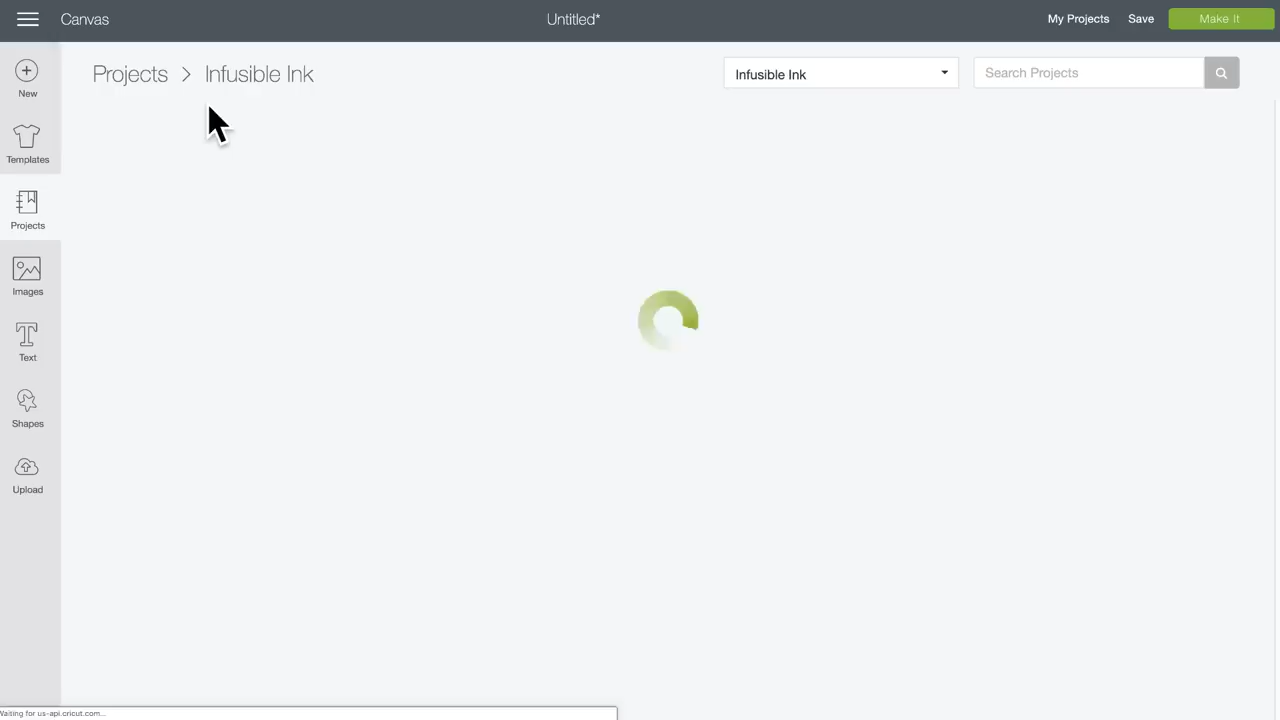 Canvas
Untitled*
My Projects
Save
Make It
New
Templates
Projects
Images
Text
Shapes
Upload
Projects > Infusible Ink
Infusible Ink
Search Projects
Waiting for us-api.cricut.com...